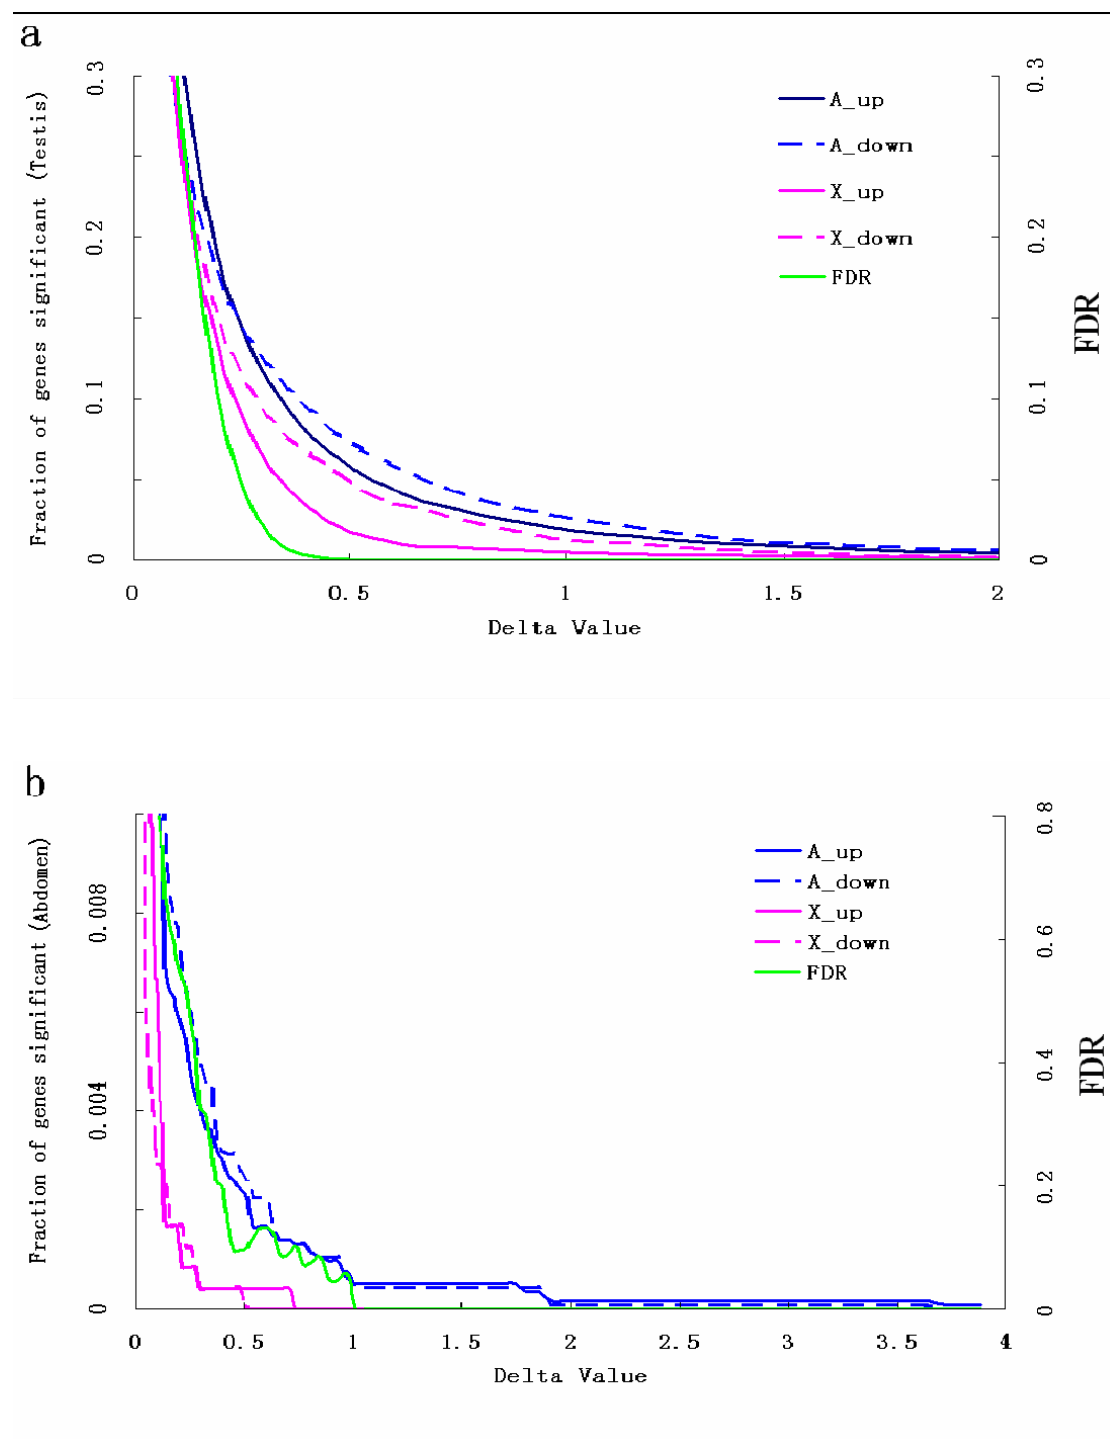 a
Fraction of genes significant (Testis)
0.3
0.2
0.1
0
0.3
0.2
0.1
0
FDR
A_up
A_down
X_up
X_down
FDR
0 0.5 1 1.5 2
Delta Value
b
Fraction of genes significant (Abdomen)
0.008
0.004
0
0.8
0.6
0.4
0.2
0
FDR
A_up
A_down
X_up
X_down
FDR
0 0.5 1 1.5 2 2.5 3 3.5 4
Delta Value